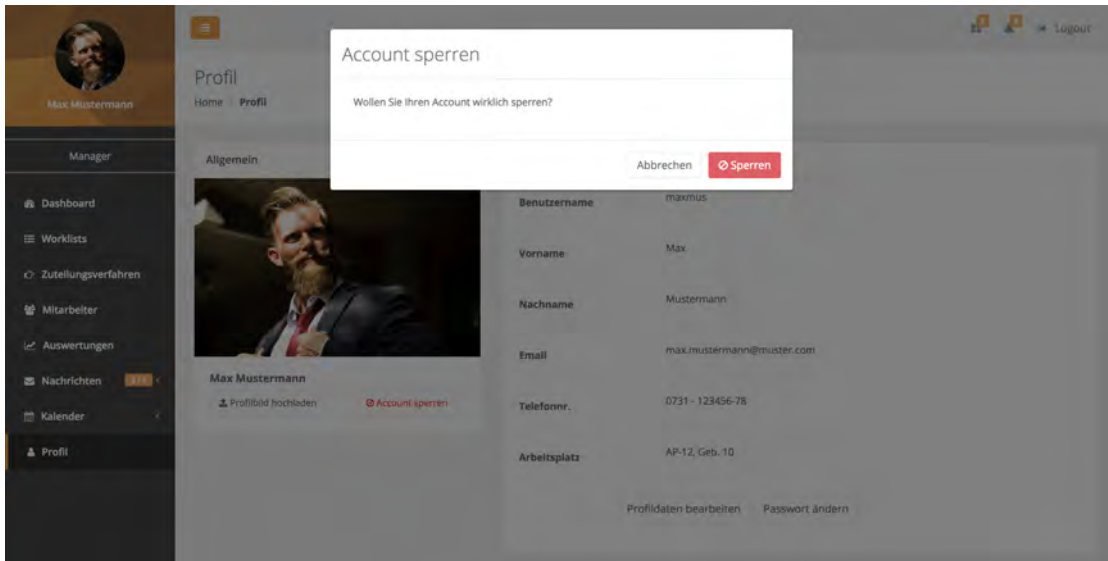 Max Mustermann
Manager
Dashboard
Worklists
Zuteilungsverfahren
Mitarbeiter
Auswertungen
Nachrichten
Kalender
Profil
Logout
Profil
Home / Profil
Account sperren
Wollen Sie Ihren Account wirklich sperren?
Abbrechen
Sperren
Allgemein
Max Mustermann
Profilbild hochladen
Account sperren
Benutzername maxmus
Vorname Max
Nachname Mustermann
Email max.mustermann@muster.com
Telefonnr. 0731 - 123456-78
Arbeitsplatz AP-12, Geb. 10
Profildaten bearbeiten Passwort ändern